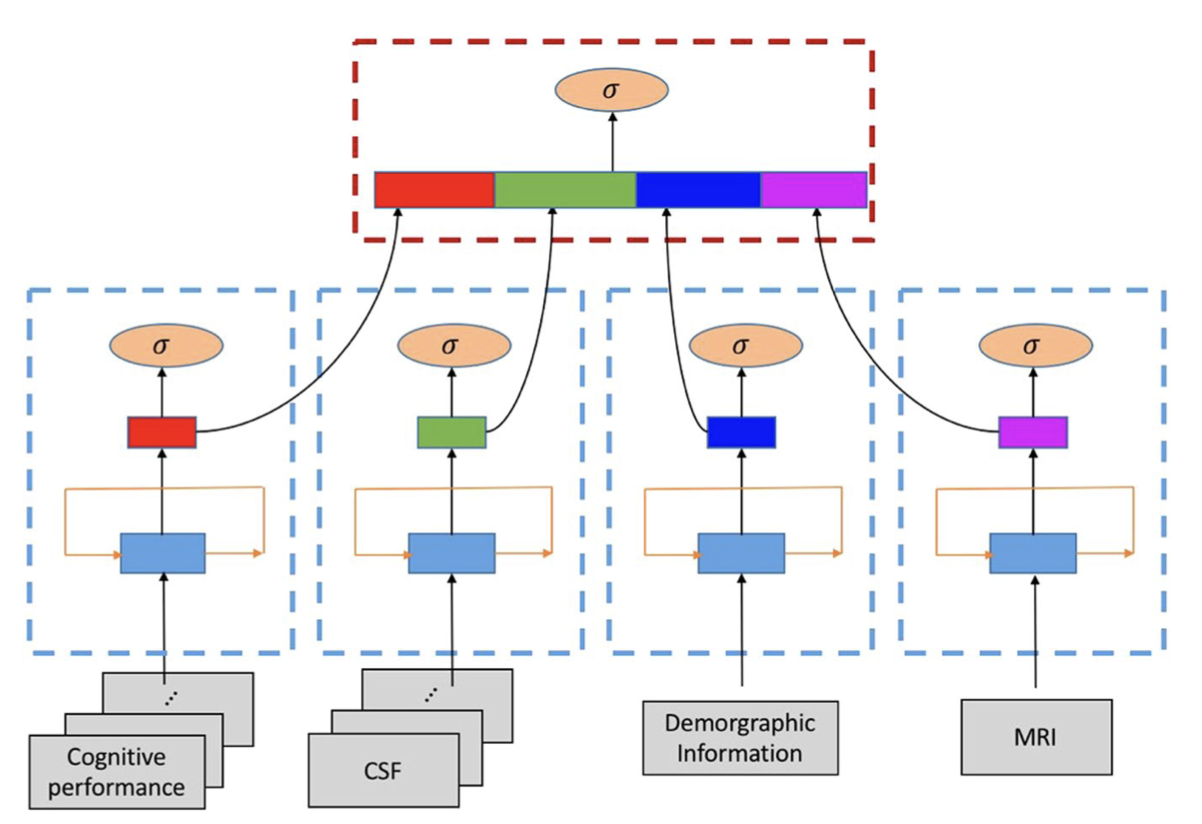 σ
σ
σ
σ
σ
Cognitive
performance
CSF
Demorgraphic
Information
MRI